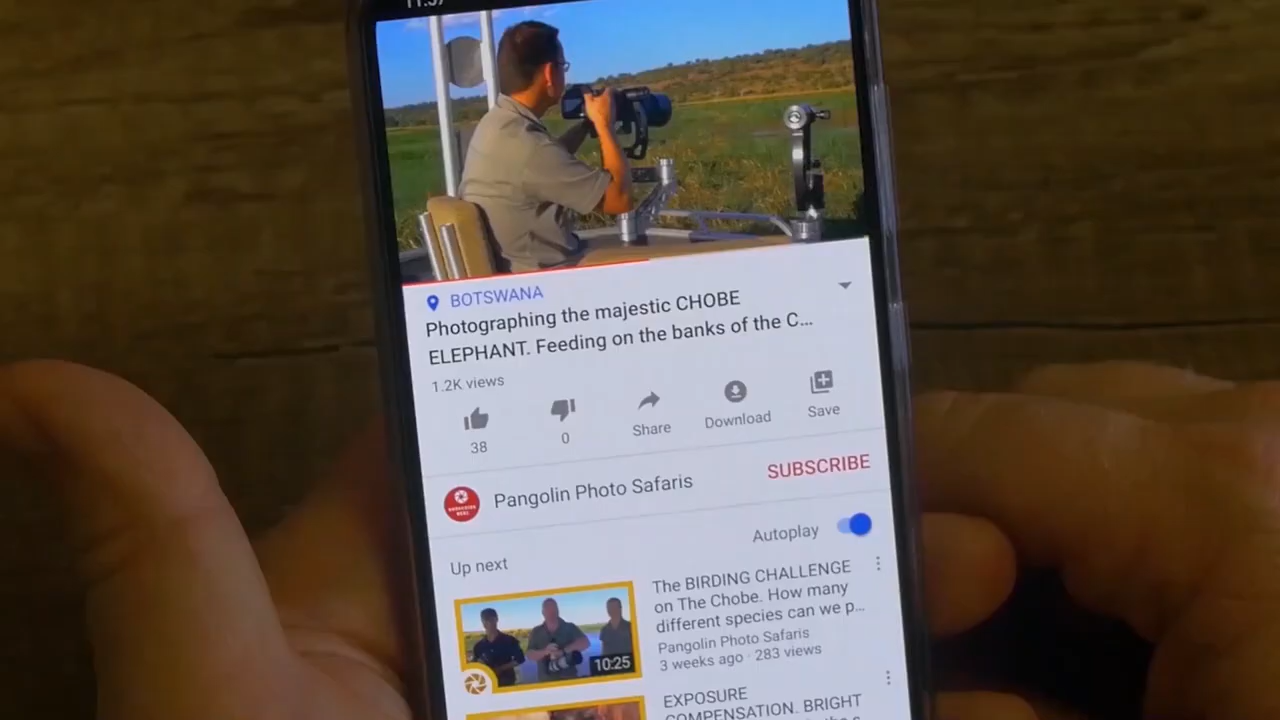 BOTSWANA
Photographing the majestic CHOBE
ELEPHANT. Feeding on the banks of the C...
1.2K views
38
0
Share
Download
Save
Pangolin Photo Safaris
SUBSCRIBE
Autoplay
Up next
The BIRDING CHALLENGE
on The Chobe. How many
different species can we p...
Pangolin Photo Safaris
3 weeks ago · 283 views
10:25
EXPOSURE
COMPENSATION. BRIGHT